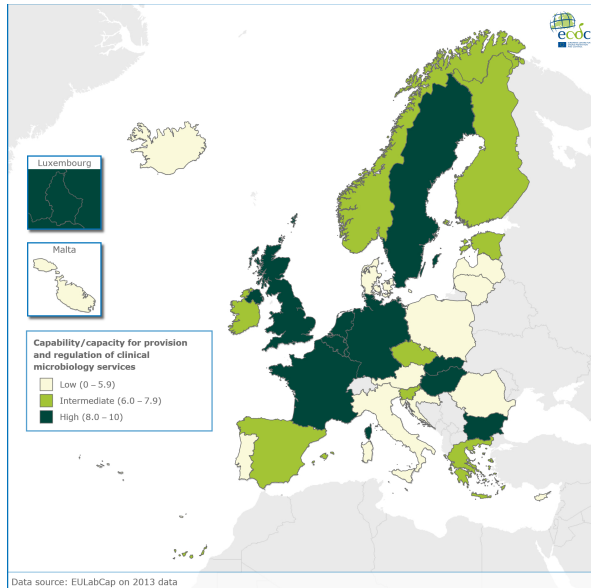 ecdc
Luxembourg
Malta
Capability/capacity for provision
and regulation of clinical
microbiology services
Low (0 – 5.9)
Intermediate (6.0 – 7.9)
High (8.0 – 10)
Data source: EULabCap on 2013 data